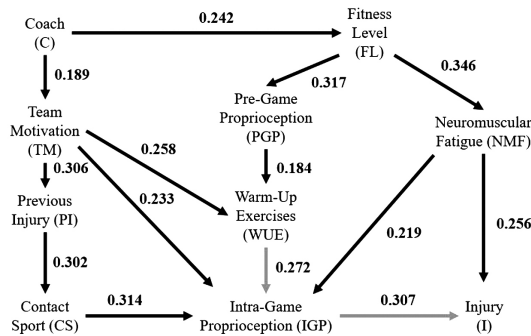 Coach
(C)
0.242
Fitness
Level
(FL)
0.189
0.317
0.346
Team
Motivation
(TM)
Pre-Game
Proprioception
(PGP)
Neuromuscular
Fatigue (NMF)
0.258
0.184
0.306
0.233
Previous
Injury (PI)
Warm-Up
Exercises
(WUE)
0.219
0.256
0.302
0.272
Contact
Sport (CS)
0.314
Intra-Game
Proprioception (IGP)
0.307
Injury
(I)